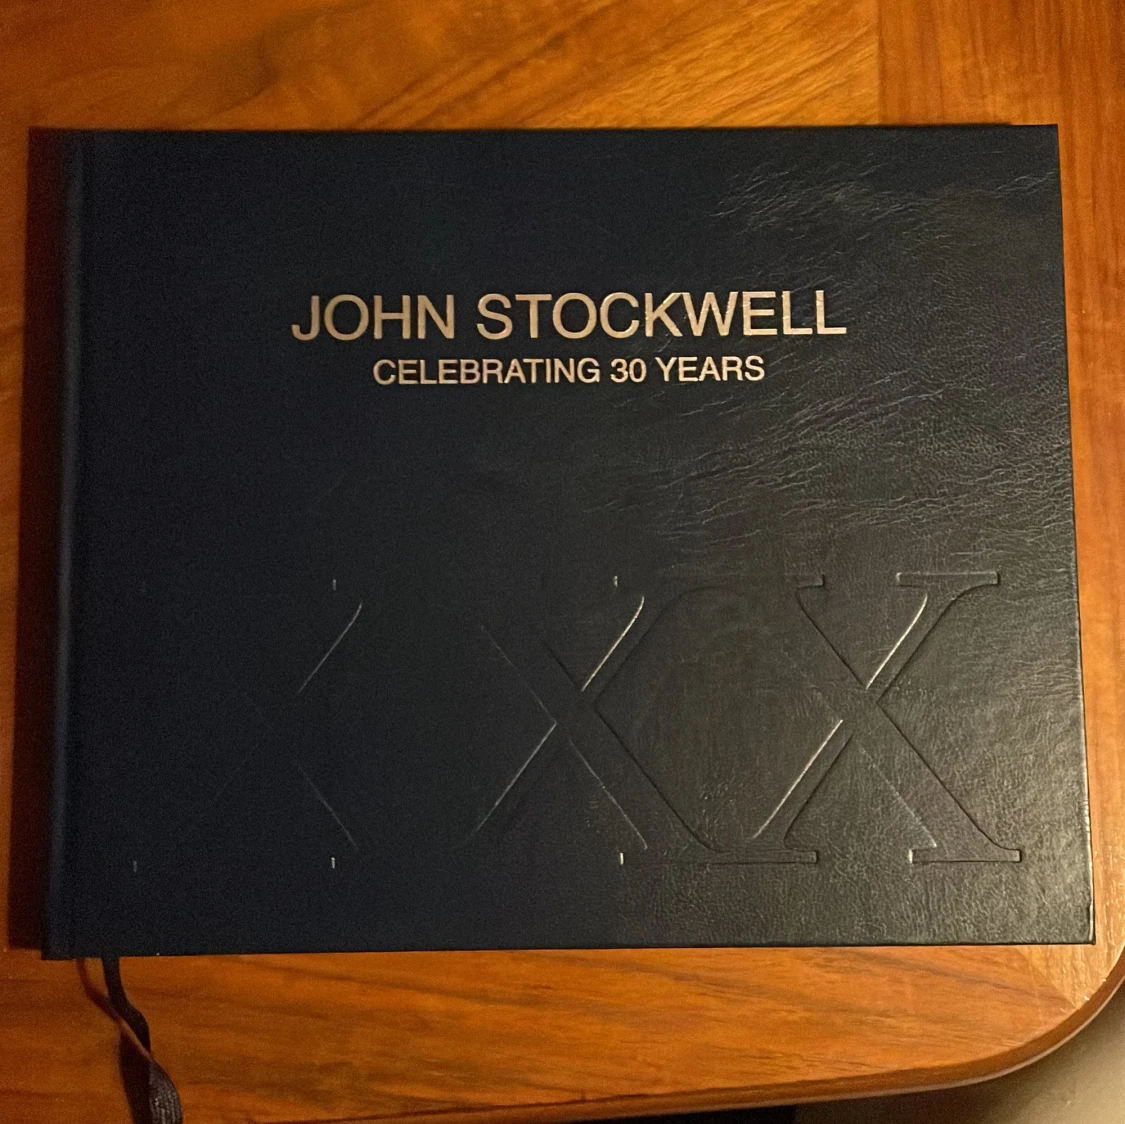 JOHN STOCKWELL
CELEBRATING 30 YEARS
XXX